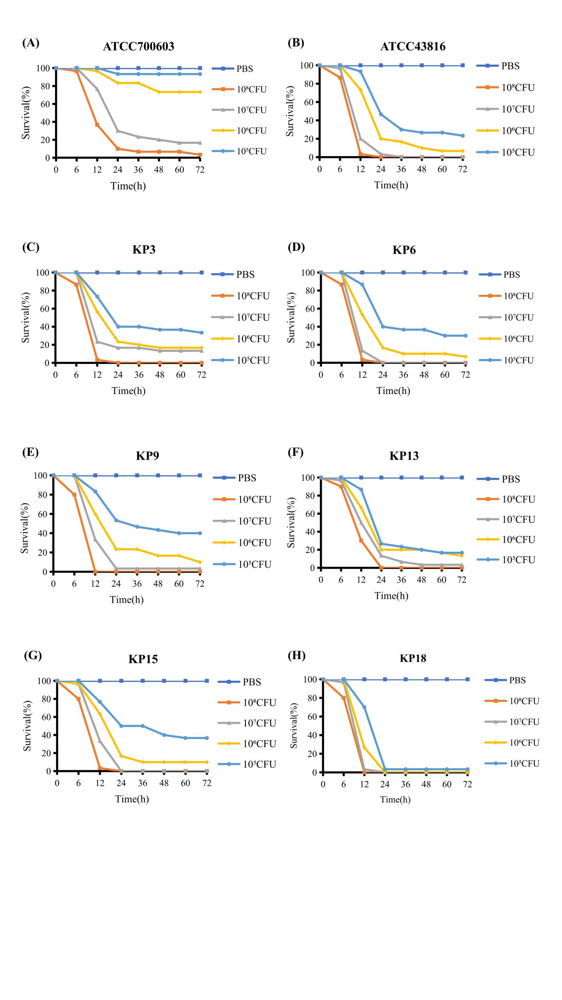 (A)
ATCC700603
Survival(%)
100
80
60
40
20
0
0 6 12 24 36 48 60 72
Time(h)
PBS
10⁸CFU
10⁷CFU
10⁶CFU
10⁵CFU
(B)
ATCC43816
Survival(%)
100
80
60
40
20
0
0 6 12 24 36 48 60 72
Time(h)
PBS
10⁸CFU
10⁷CFU
10⁶CFU
10⁵CFU
(C)
KP3
Survival(%)
100
80
60
40
20
0
0 6 12 24 36 48 60 72
Time(h)
PBS
10⁸CFU
10⁷CFU
10⁶CFU
10⁵CFU
(D)
KP6
Survival(%)
100
80
60
40
20
0
0 6 12 24 36 48 60 72
Time(h)
PBS
10⁸CFU
10⁷CFU
10⁶CFU
10⁵CFU
(E)
KP9
Survival(%)
100
80
60
40
20
0
0 6 12 24 36 48 60 72
Time(h)
PBS
10⁸CFU
10⁷CFU
10⁶CFU
10⁵CFU
(F)
KP13
Survival(%)
100
80
60
40
20
0
0 6 12 24 36 48 60 72
Time(h)
PBS
10⁸CFU
10⁷CFU
10⁶CFU
10⁵CFU
(G)
KP15
Survival(%)
100
80
60
40
20
0
0 6 12 24 36 48 60 72
Time(h)
PBS
10⁸CFU
10⁷CFU
10⁶CFU
10⁵CFU
(H)
KP18
Survival(%)
100
80
60
40
20
0
0 6 12 24 36 48 60 72
Time(h)
PBS
10⁸CFU
10⁷CFU
10⁶CFU
10⁵CFU